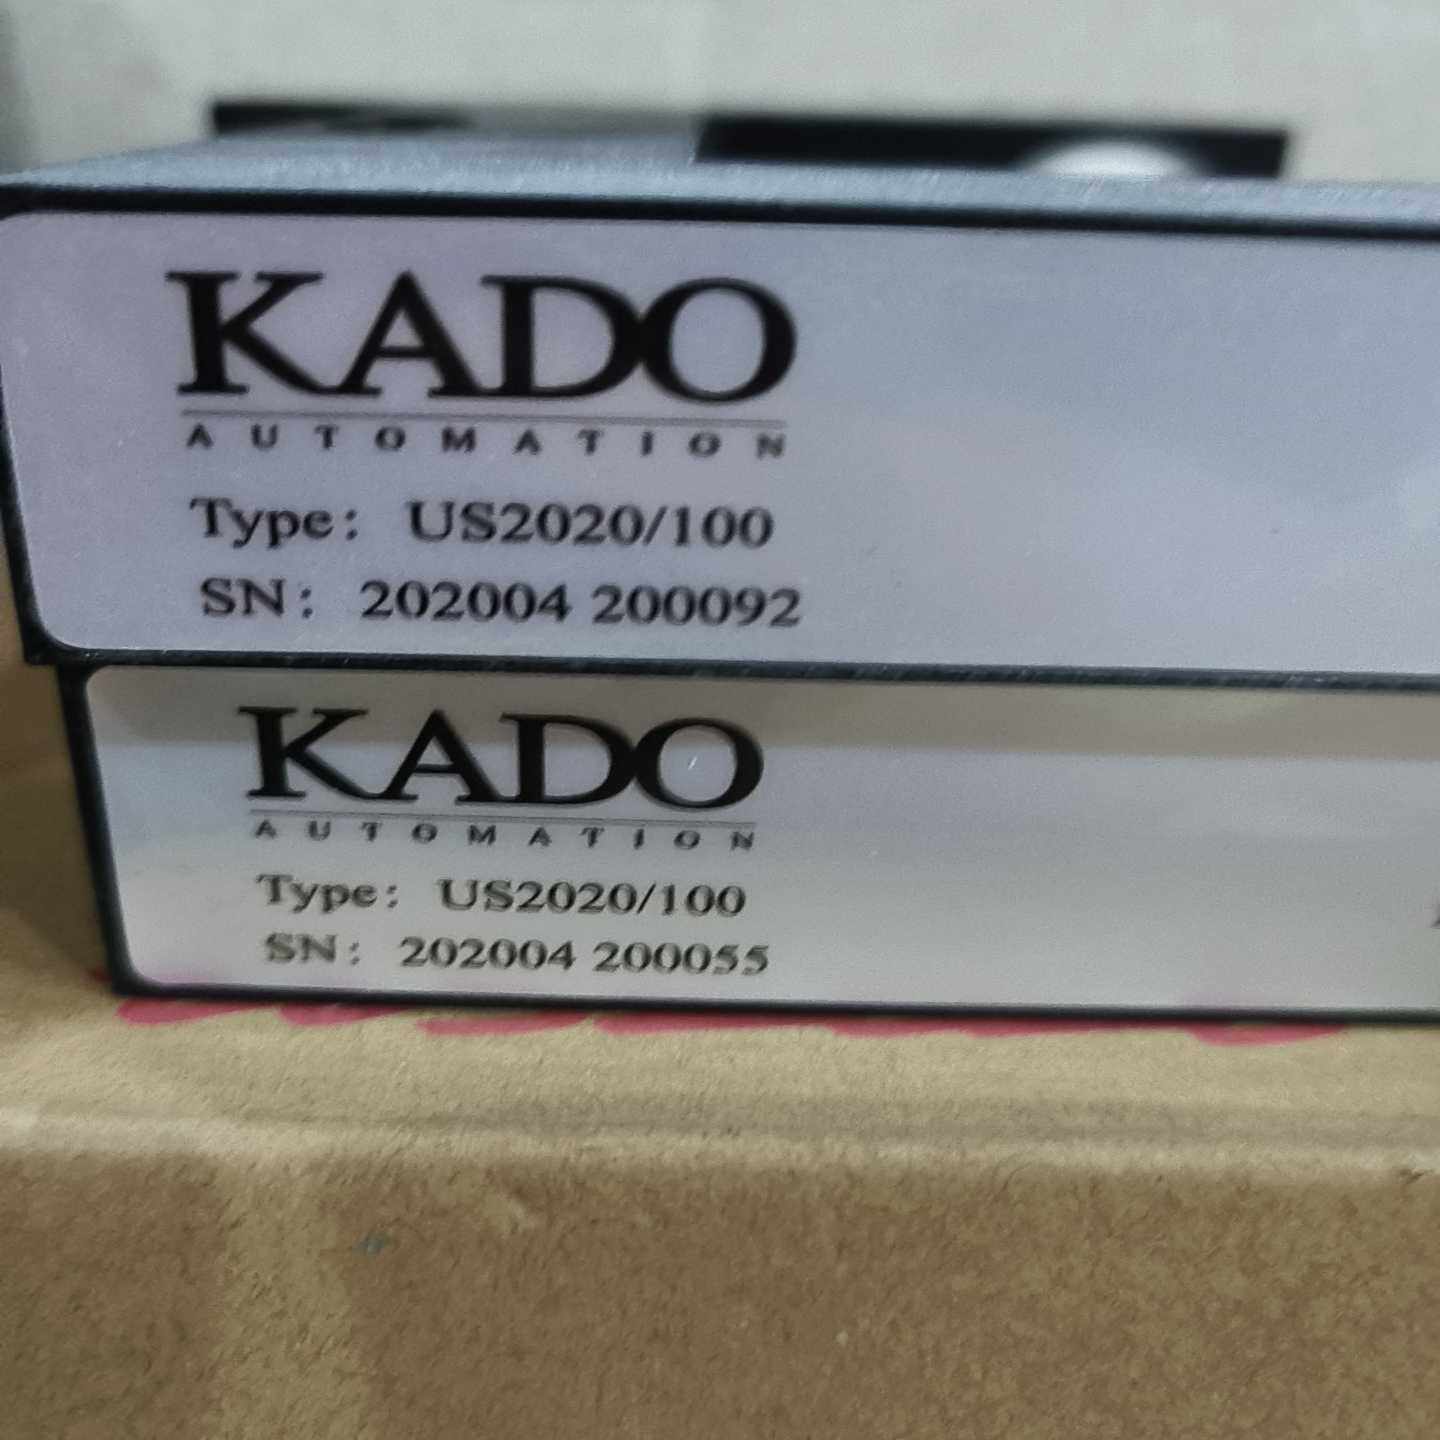 KADO
AUTOMATION
Type: US2020/100
SN: 202004 200092
KADO
AUTOMATION
Type: US2020/100
SN: 202004 200055